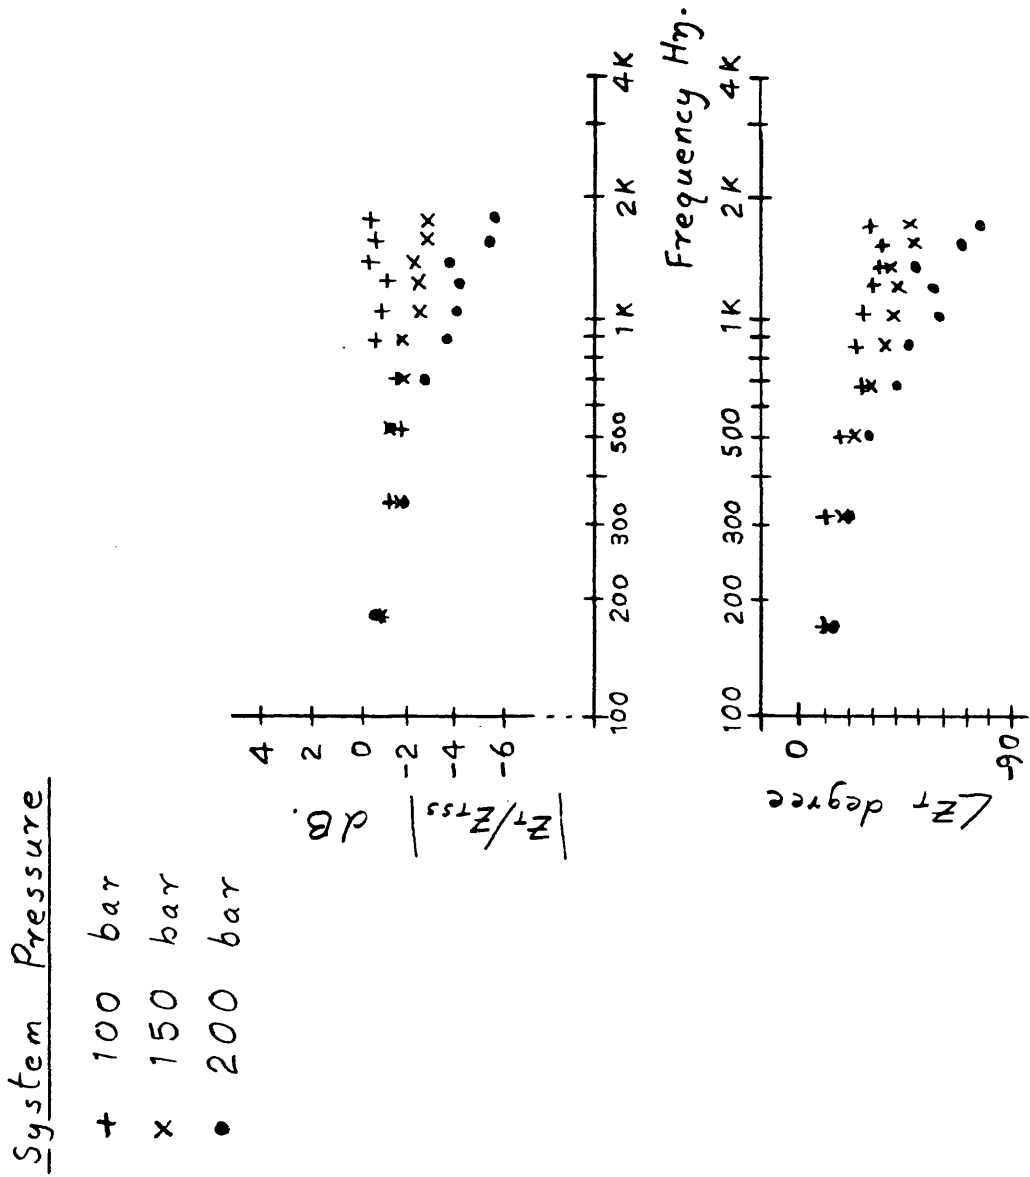 System Pressure
+ 100 bar
x 150 bar
• 200 bar
|Z_T/Z_TSS| dB.
4
2
0
-2
-4
-6
100 200 300 500 1K 2K 4K
Frequency Hz.
∠Z_T degree
100 200 300 500 1K 2K 4K
0
-90